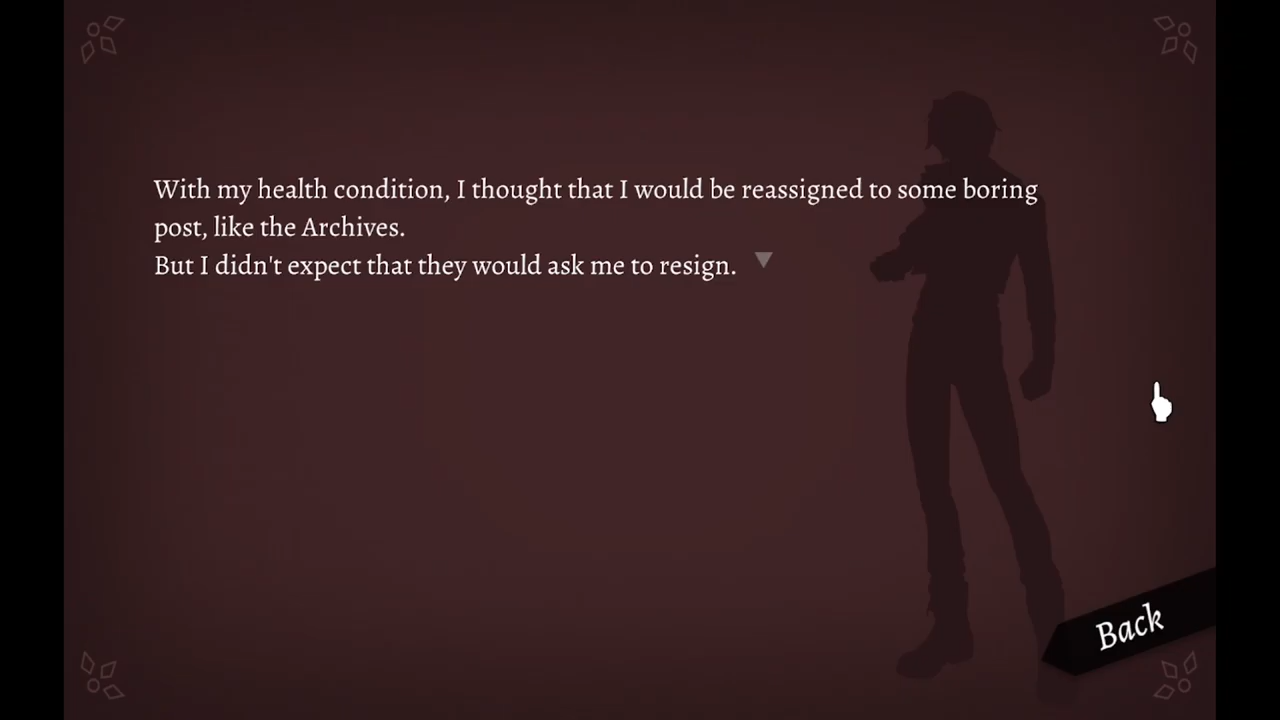 With my health condition, I thought that I would be reassigned to some boring
post, like the Archives.
But I didn't expect that they would ask me to resign.
Back